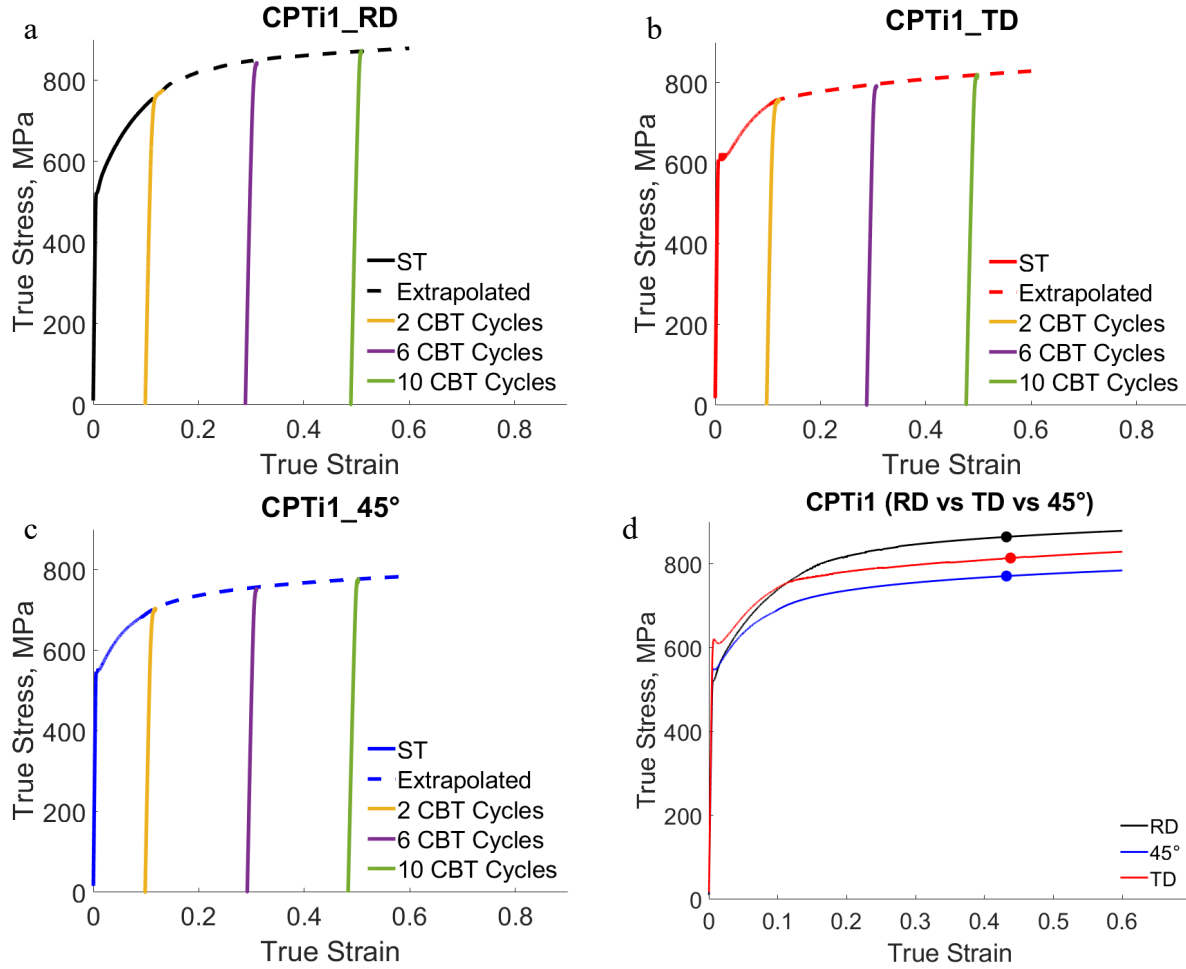 a
CPTi1_RD
True Stress, MPa
800
600
400
200
0
0
0.2
0.4
0.6
0.8
True Strain
ST
Extrapolated
2 CBT Cycles
6 CBT Cycles
10 CBT Cycles
b
CPTi1_TD
True Stress, MPa
800
600
400
200
0
0
0.2
0.4
0.6
0.8
True Strain
ST
Extrapolated
2 CBT Cycles
6 CBT Cycles
10 CBT Cycles
c
CPTi1_45°
True Stress, MPa
800
600
400
200
0
0
0.2
0.4
0.6
0.8
True Strain
ST
Extrapolated
2 CBT Cycles
6 CBT Cycles
10 CBT Cycles
d
CPTi1 (RD vs TD vs 45°)
True Stress, MPa
800
600
400
200
0
0
0.1
0.2
0.3
0.4
0.5
0.6
True Strain
RD
45°
TD